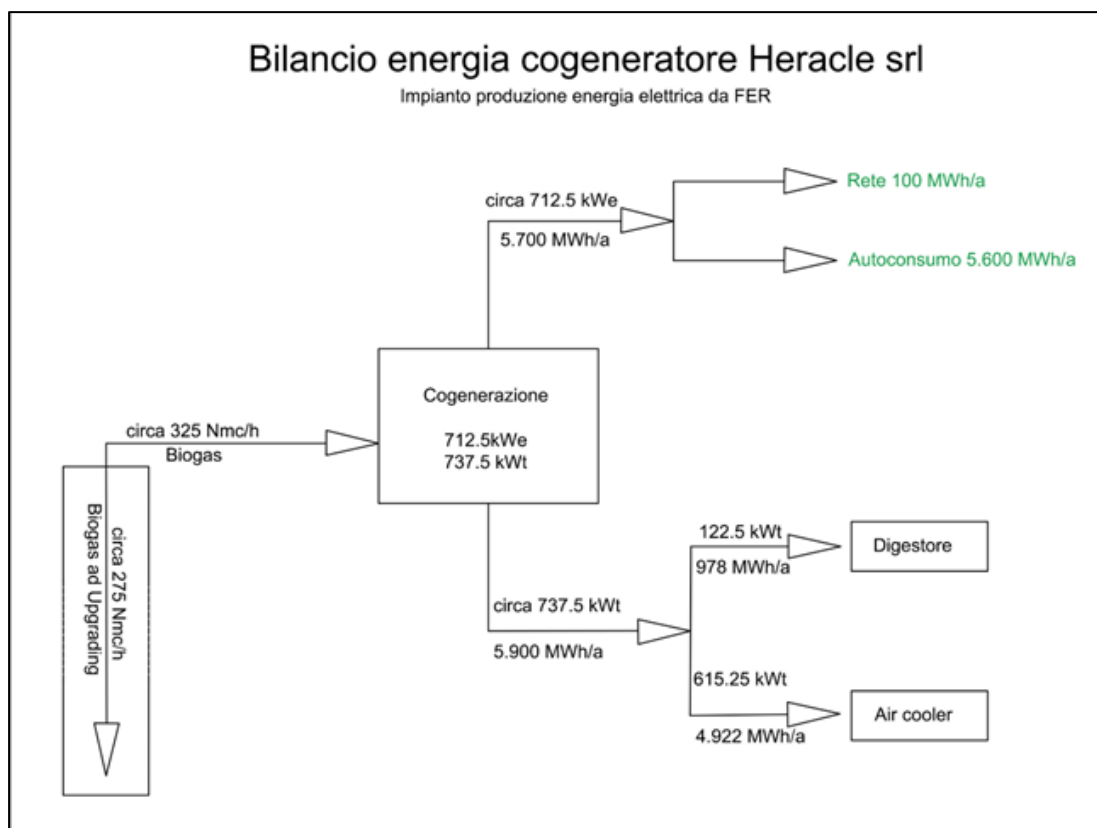 Bilancio energia cogeneratore Heracle srl
Impianto produzione energia elettrica da FER
circa 712.5 kWe
5.700 MWh/a
Rete 100 MWh/a
Autoconsumo 5.600 MWh/a
Cogenerazione
712.5kWe
737.5 kWt
circa 325 Nmc/h
Biogas
circa 275 Nmc/h
Biogas ad Upgrading
circa 737.5 kWt
5.900 MWh/a
122.5 kWt
978 MWh/a
Digestore
615.25 kWt
4.922 MWh/a
Air cooler